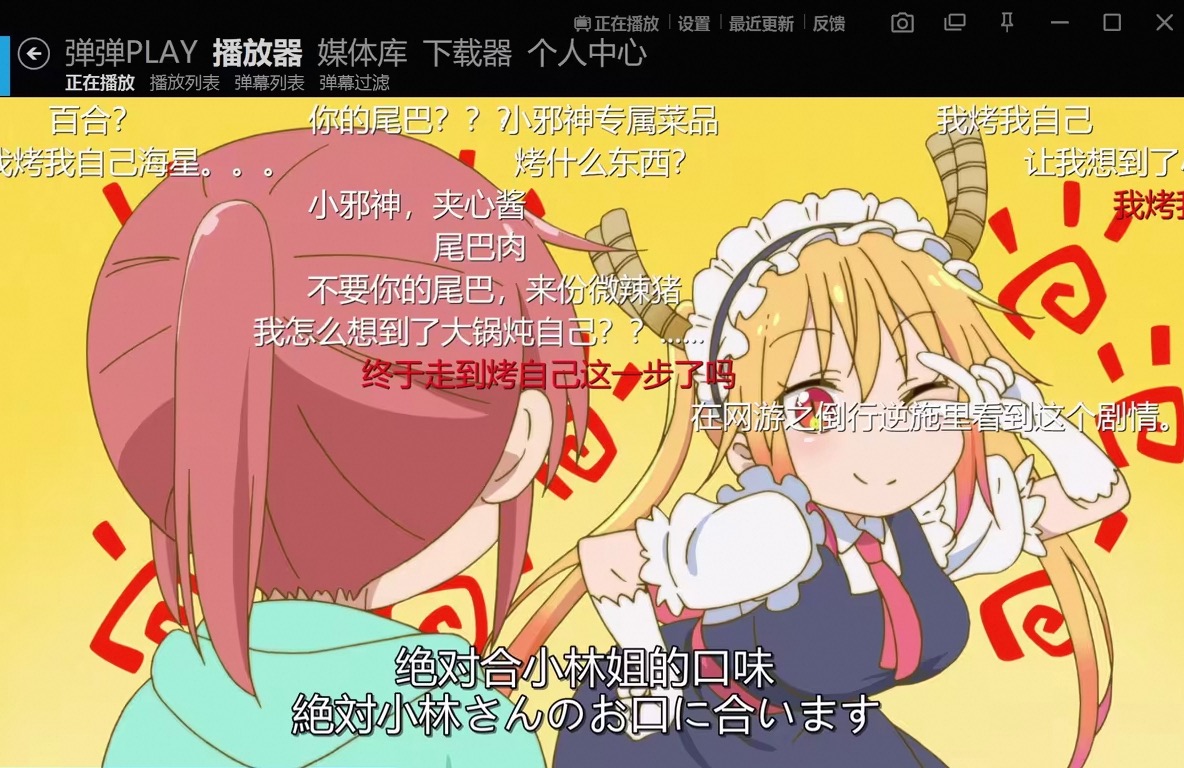 正在播放 设置 最近更新 反馈
弹弹PLAY 播放器 媒体库 下载器 个人中心
正在播放 播放列表 弹幕列表 弹幕过滤
百合？ 你的尾巴？？？ 小邪神专属菜品 我烤我自己
我烤我自己海星。。。 烤什么东西？ 让我想到了
小邪神，夹心酱 我烤我
尾巴肉
不要你的尾巴，来份微辣猪
我怎么想到了大锅炖自己？？……
终于走到烤自己这一步了吗
在网游之倒行逆施里看到这个剧情。
绝对合小林姐的口味
絶対小林さんのお口に合います